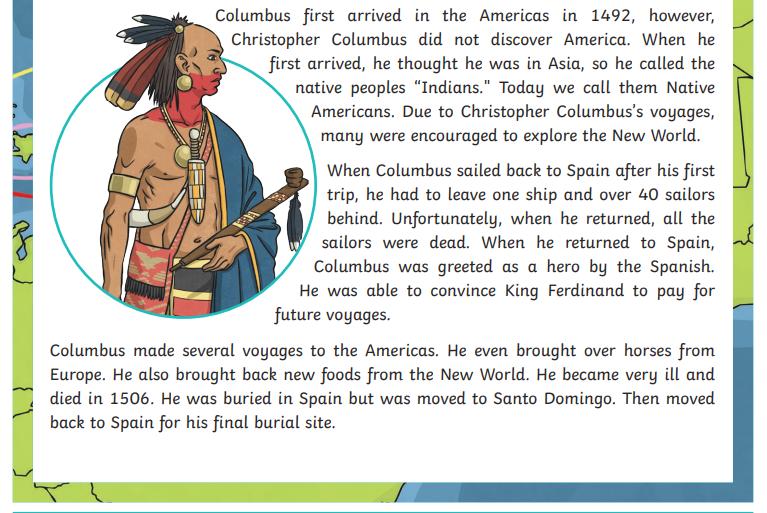 Columbus first arrived in the Americas in 1492, however,
Christopher Columbus did not discover America. When he
first arrived, he thought he was in Asia, so he called the
native peoples “Indians." Today we call them Native
Americans. Due to Christopher Columbus’s voyages,
many were encouraged to explore the New World.
When Columbus sailed back to Spain after his first
trip, he had to leave one ship and over 40 sailors
behind. Unfortunately, when he returned, all the
sailors were dead. When he returned to Spain,
Columbus was greeted as a hero by the Spanish.
He was able to convince King Ferdinand to pay for
future voyages.
Columbus made several voyages to the Americas. He even brought over horses from
Europe. He also brought back new foods from the New World. He became very ill and
died in 1506. He was buried in Spain but was moved to Santo Domingo. Then moved
back to Spain for his final burial site.